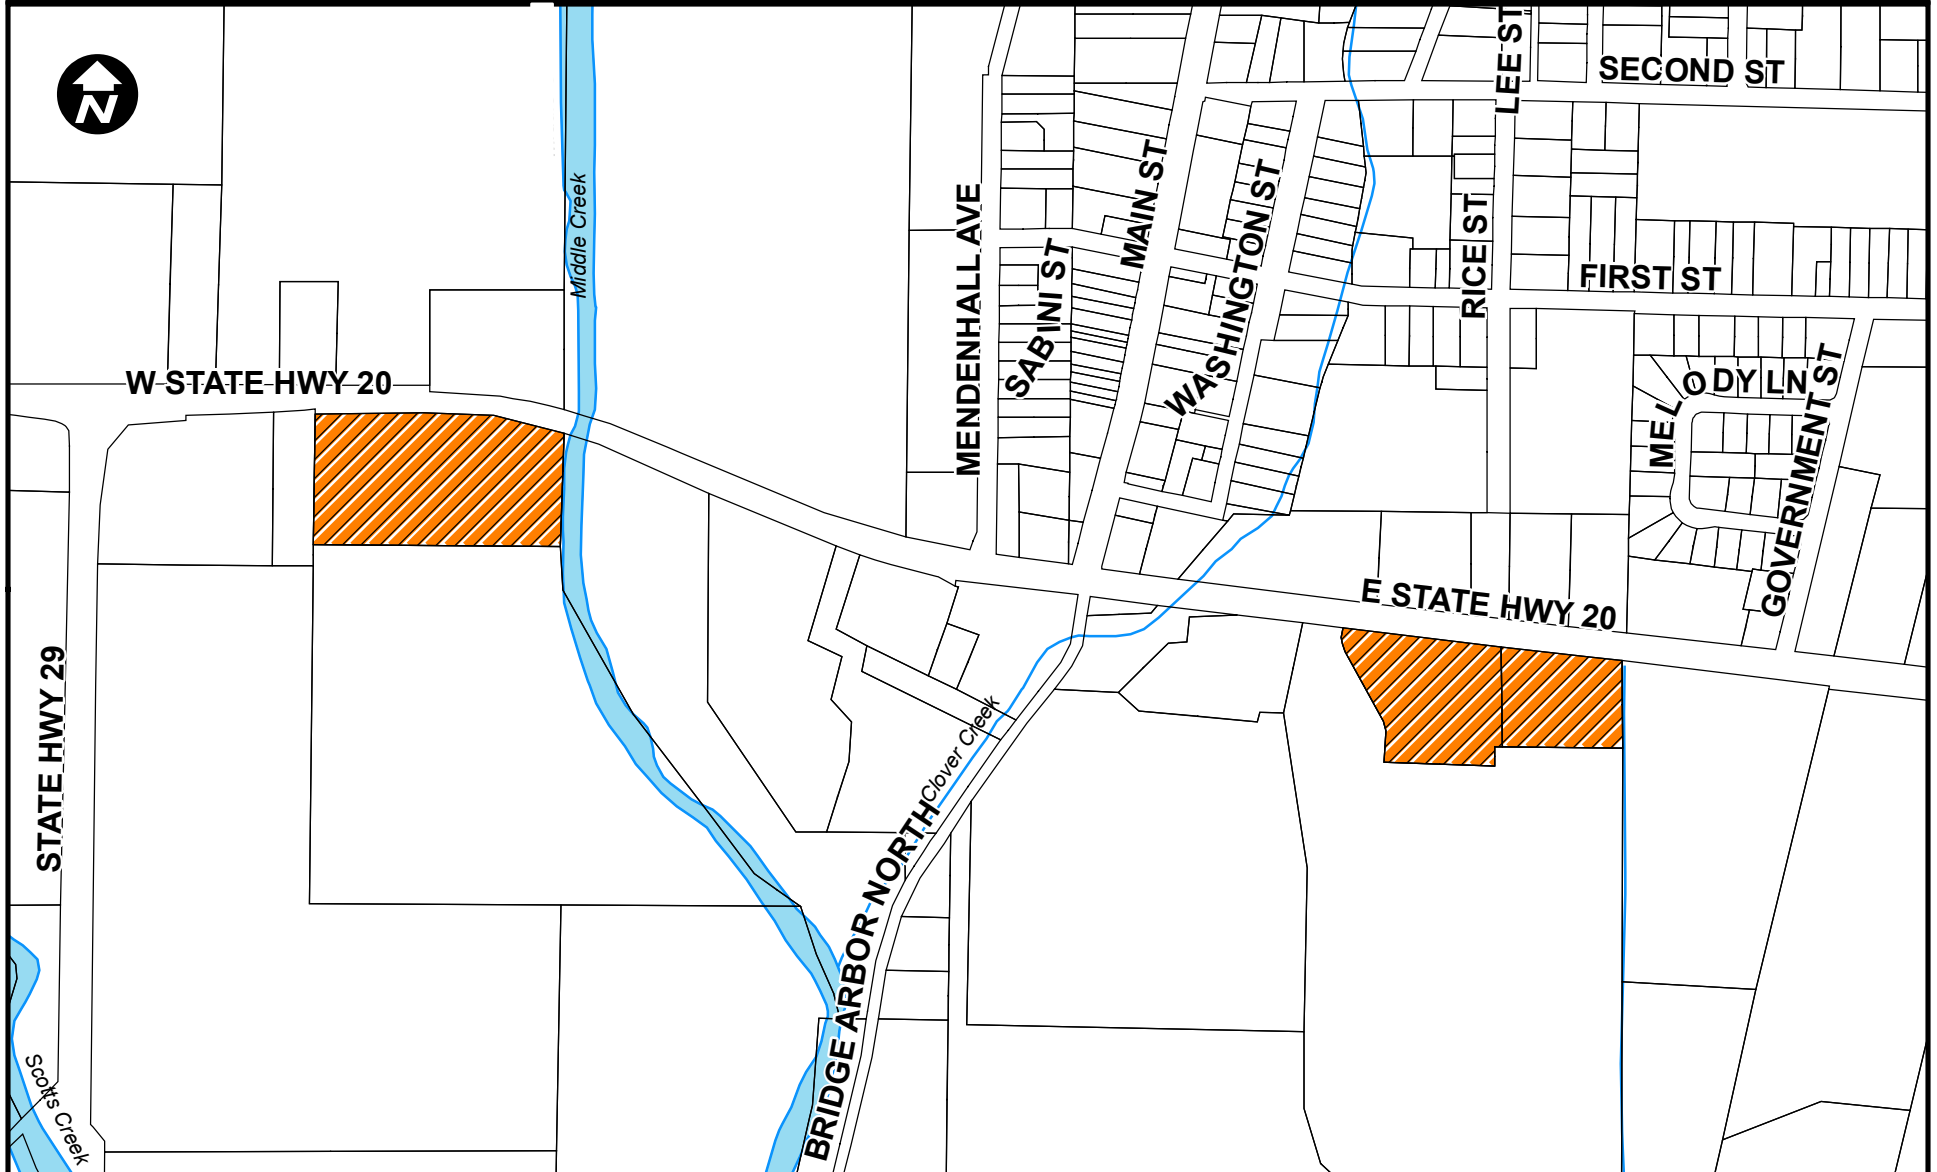 N
LEE ST
SECOND ST
Middle Creek
MENDENHALL AVE
MAIN ST
WASHINGTON ST
SABINI ST
RICE ST
FIRST ST
W STATE HWY 20
MELODY LN
GOVERNMENT ST
E STATE HWY 20
STATE HWY 29
Clover Creek
BRIDGE ARBOR NORTH
Scotts Creek